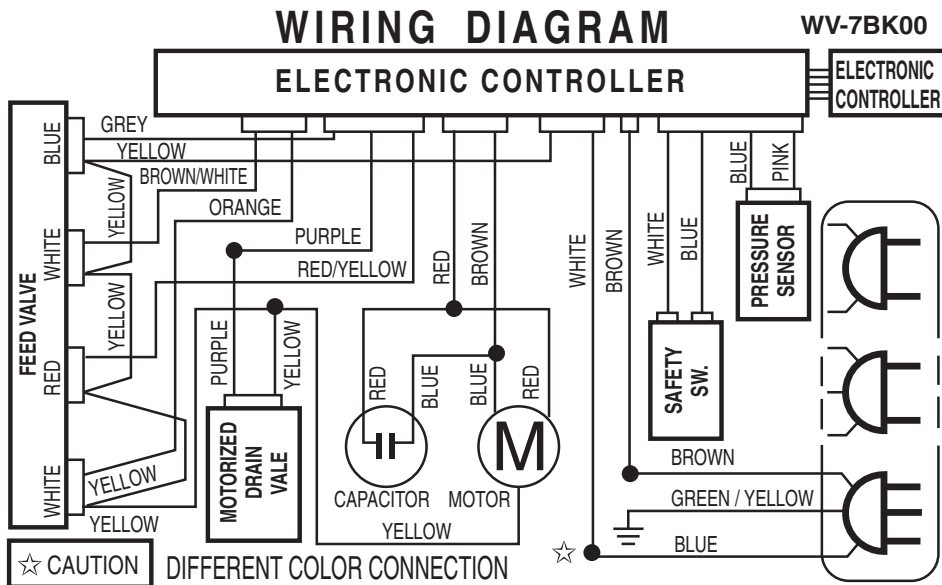 WIRING DIAGRAM
WV-7BK00
ELECTRONIC CONTROLLER
ELECTRONIC
CONTROLLER
FEED VALVE
BLUE
WHITE
RED
WHITE
GREY
YELLOW
BROWN/WHITE
ORANGE
PURPLE
RED/YELLOW
YELLOW
YELLOW
YELLOW
YELLOW
PURPLE
YELLOW
MOTORIZED
DRAIN
VALE
RED
BROWN
RED
BLUE
BLUE
RED
CAPACITOR
M
MOTOR
YELLOW
WHITE
BROWN
WHITE
BLUE
SAFETY
SW.
BLUE
PINK
PRESSURE
SENSOR
BROWN
GREEN / YELLOW
BLUE
☆
☆ CAUTION
DIFFERENT COLOR CONNECTION